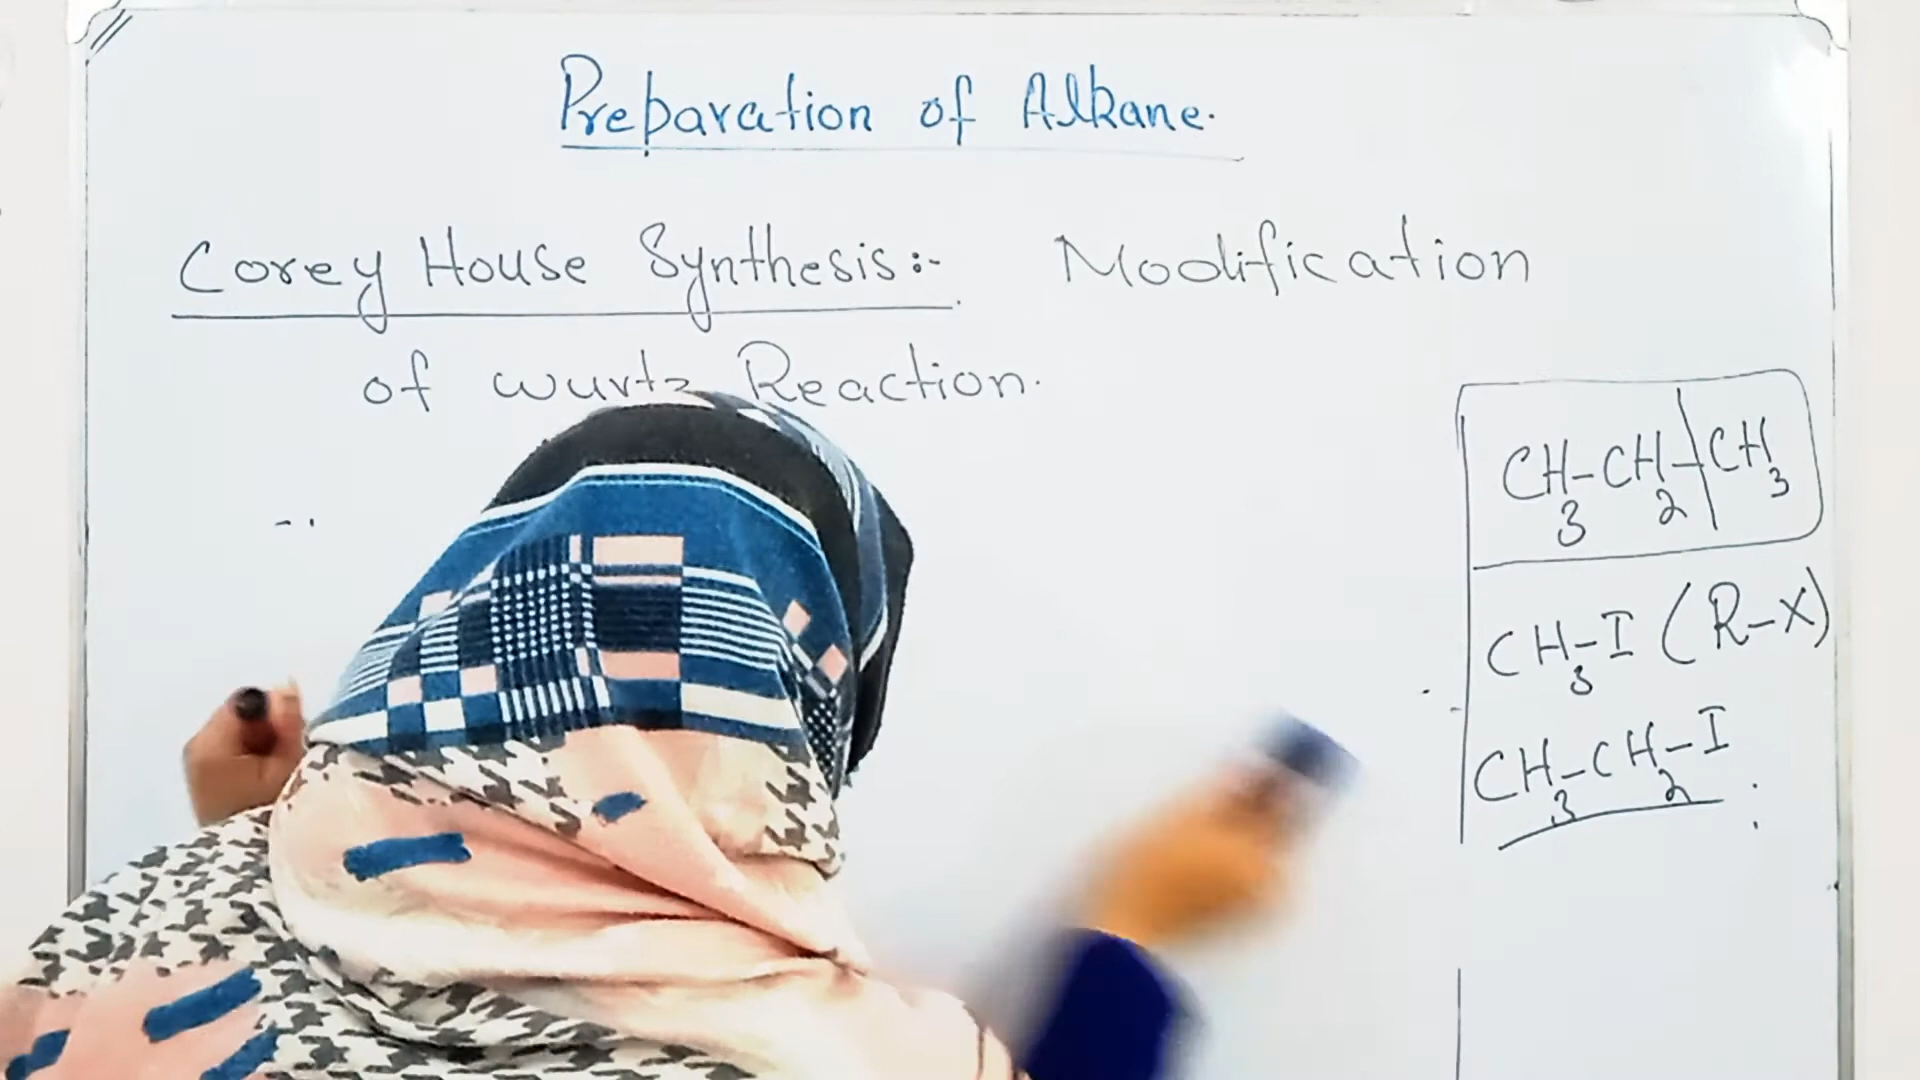 Preparation of Alkane.
Corey House Synthesis:- Modification
of wurtz Reaction.
CH3-CH2-CH3
CH3-I (R-X)
CH3-CH2-I